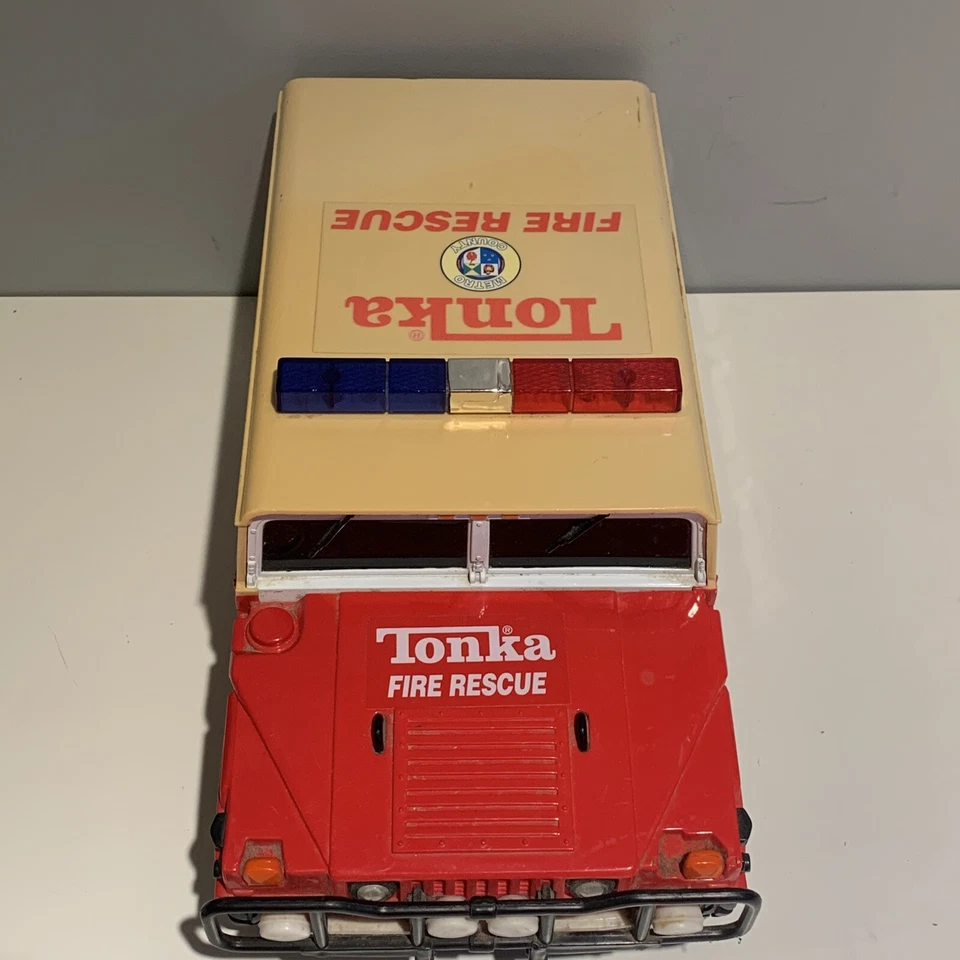 Tonka®
METRO
COUNTY
FIRE RESCUE
Tonka®
FIRE RESCUE